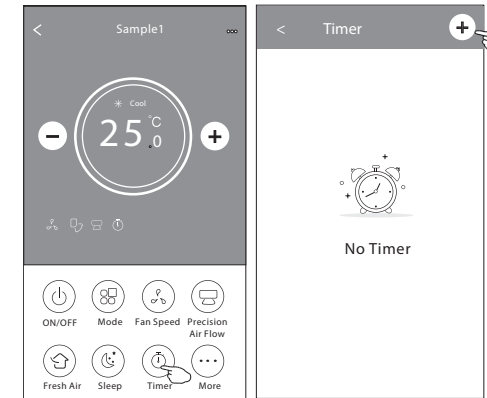 Sample1
Cool
25.0 °C
ON/OFF
Mode
Fan Speed
Precision
Air Flow
Fresh Air
Sleep
Timer
More
Timer
No Timer